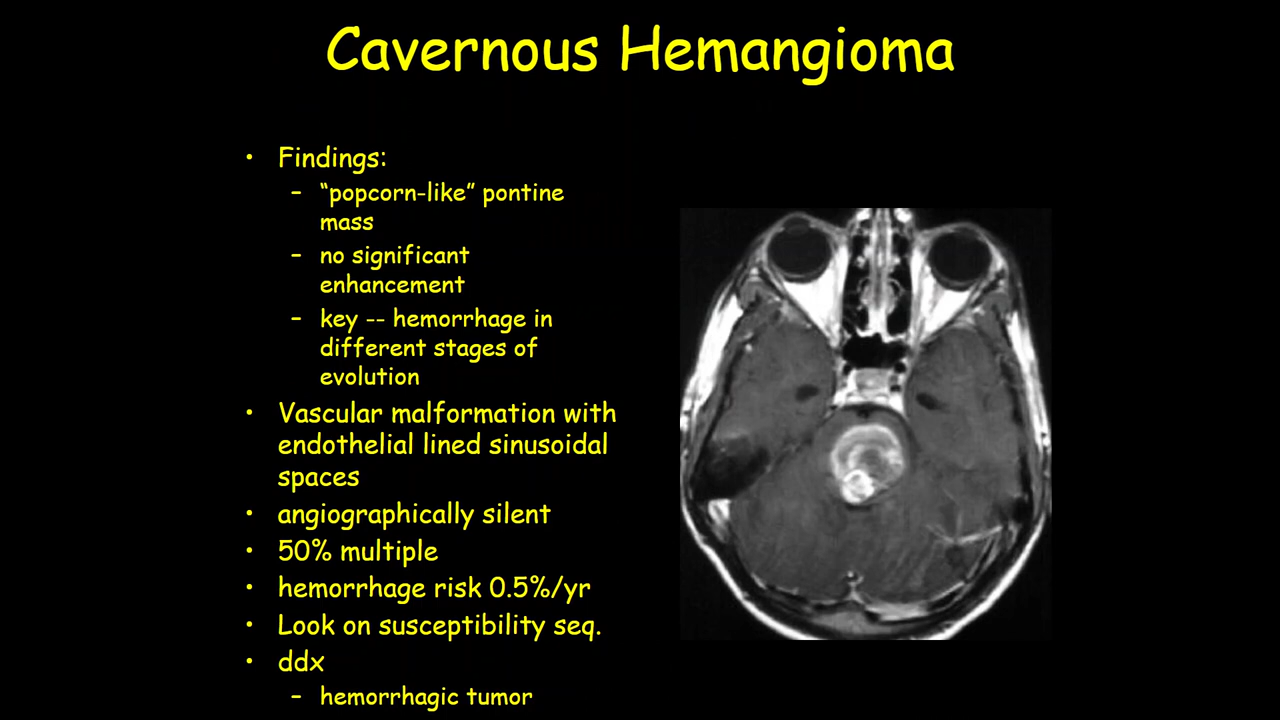 Cavernous Hemangioma
• Findings:
– “popcorn-like” pontine
mass
– no significant
enhancement
– key -- hemorrhage in
different stages of
evolution
• Vascular malformation with
endothelial lined sinusoidal
spaces
• angiographically silent
• 50% multiple
• hemorrhage risk 0.5%/yr
• Look on susceptibility seq.
• ddx
– hemorrhagic tumor